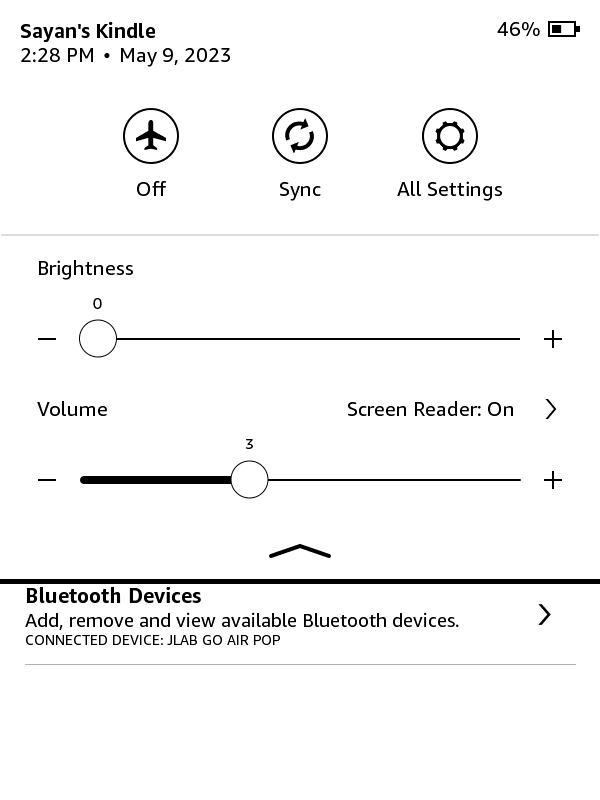 Sayan's Kindle
46%
2:28 PM • May 9, 2023
Off
Sync
All Settings
Brightness
0
Volume
Screen Reader: On
3
Bluetooth Devices
Add, remove and view available Bluetooth devices.
CONNECTED DEVICE: JLAB GO AIR POP